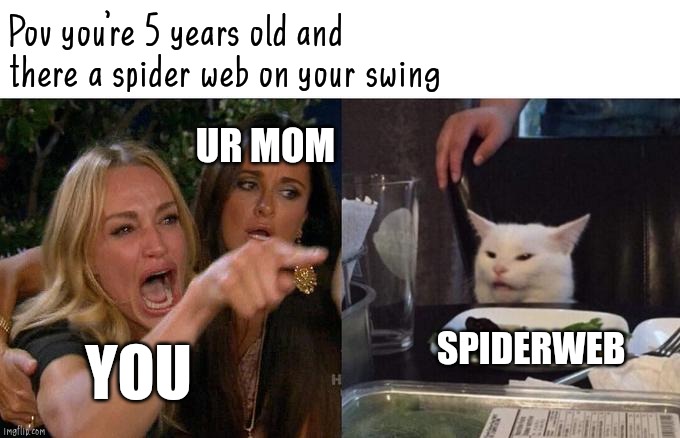 Pov you're 5 years old and
there a spider web on your swing
UR MOM
YOU
SPIDERWEB
imgflip.com